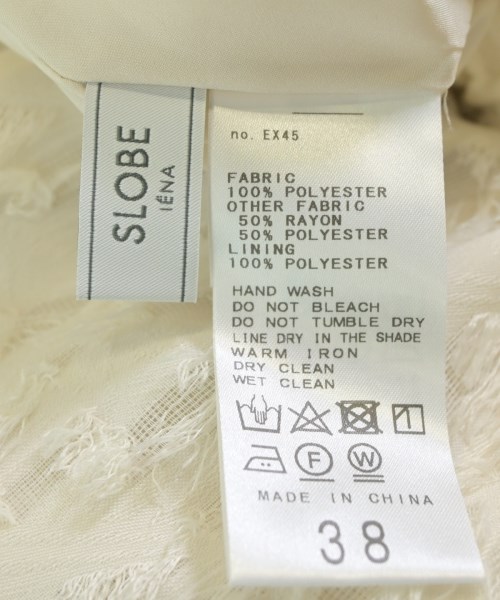 SLOBE
IÉNA
no. EX45
FABRIC
100% POLYESTER
OTHER FABRIC
50% RAYON
50% POLYESTER
LINING
100% POLYESTER
HAND WASH
DO NOT BLEACH
DO NOT TUMBLE DRY
LINE DRY IN THE SHADE
WARM IRON
DRY CLEAN
WET CLEAN
F W
MADE IN CHINA
38